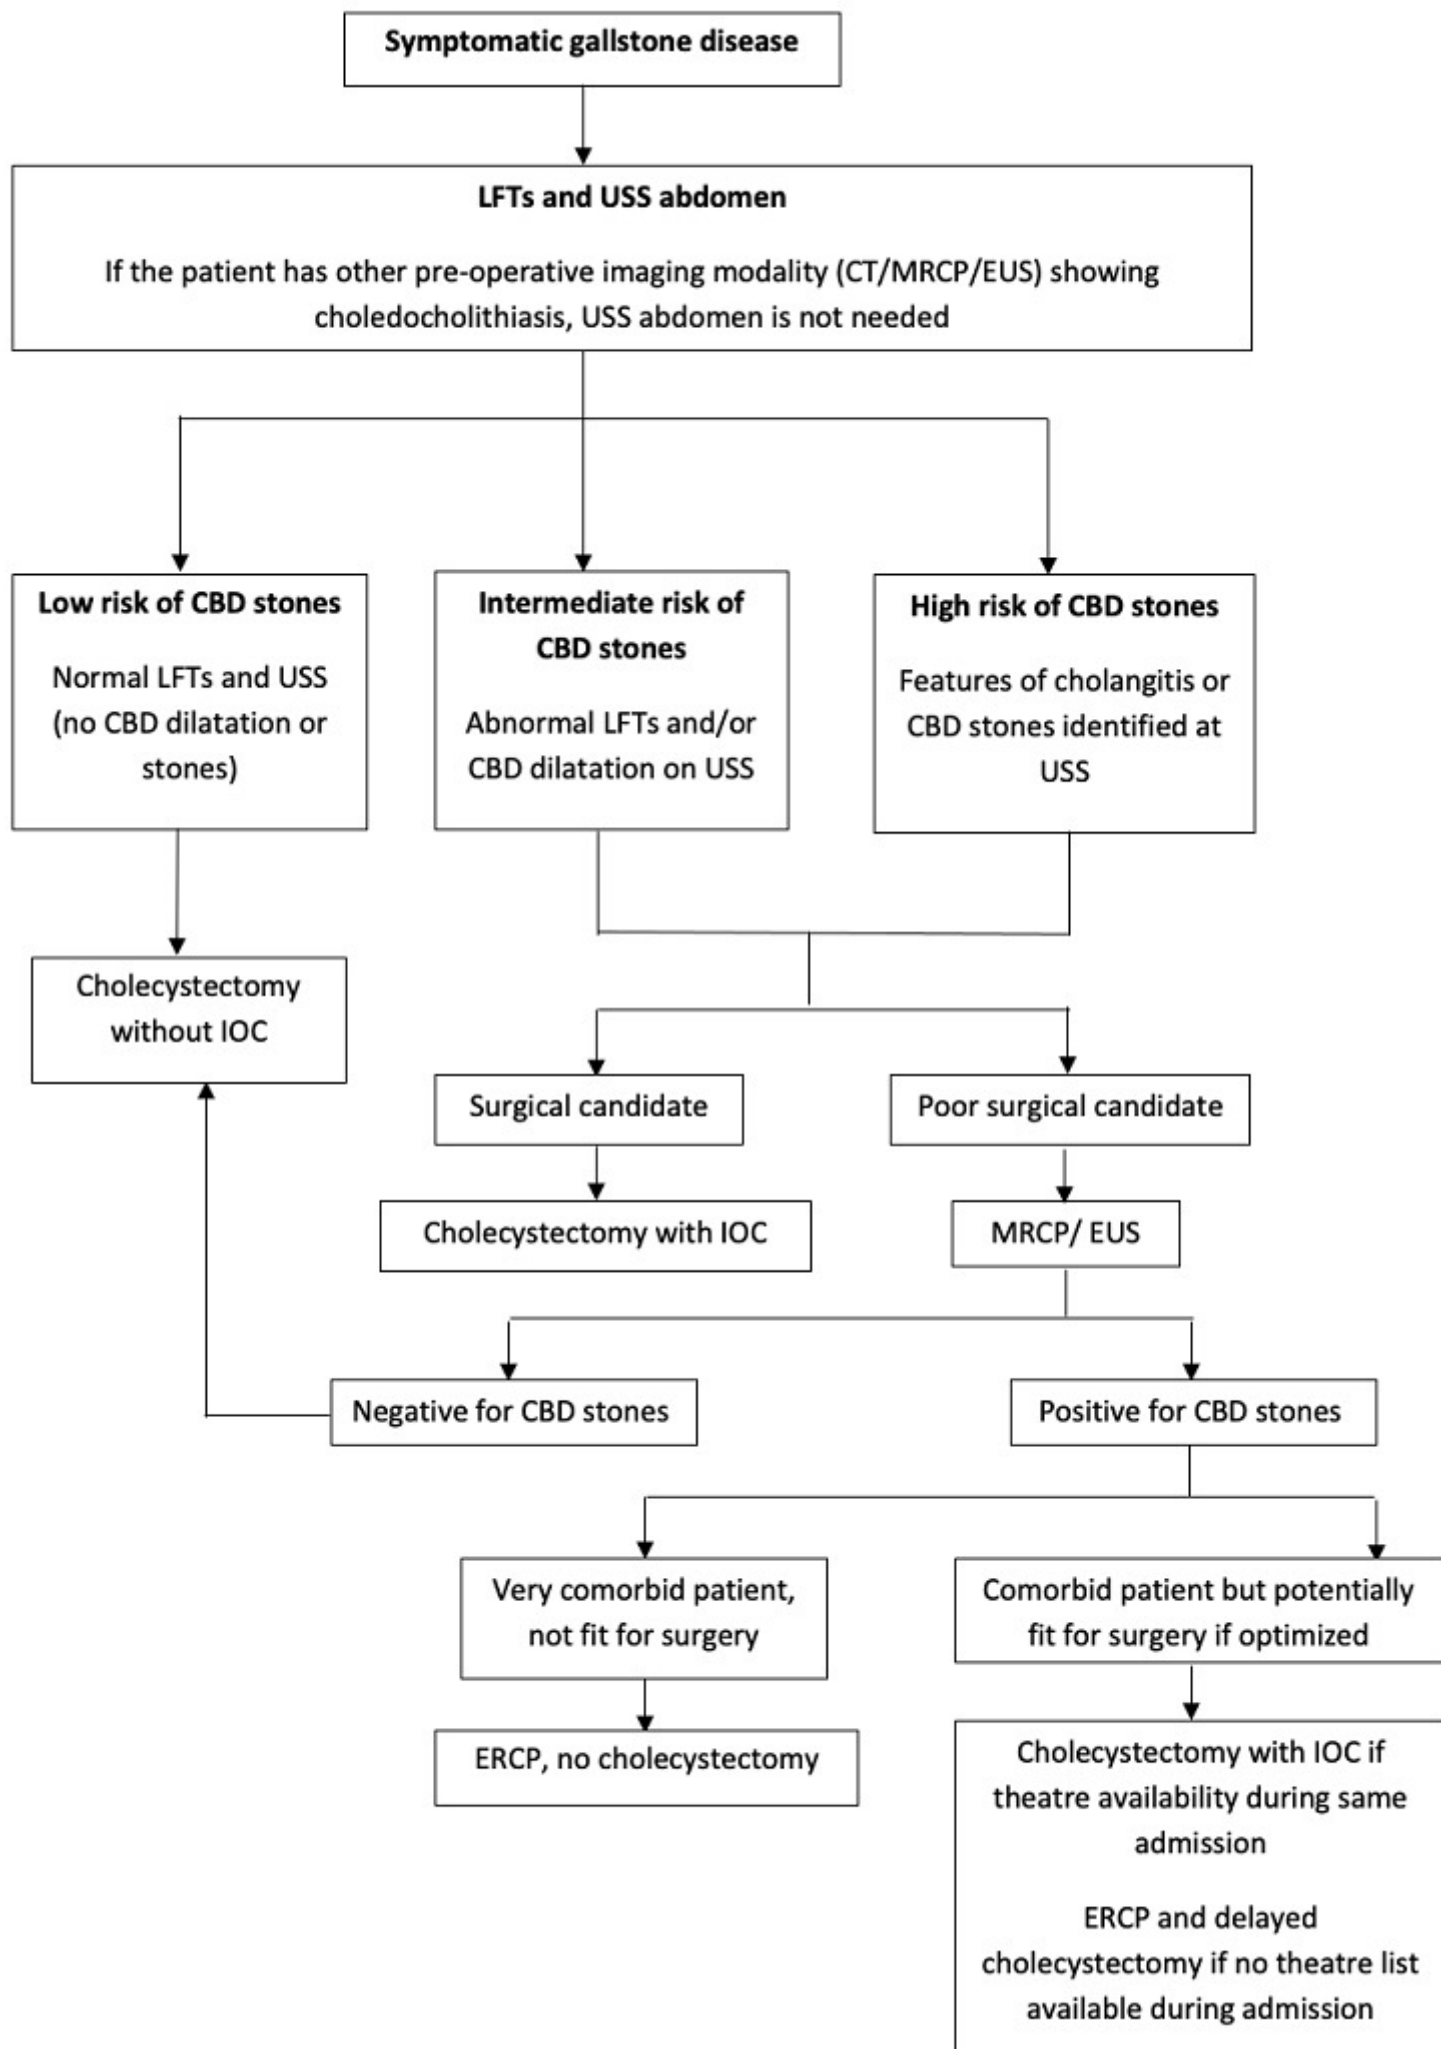 Symptomatic gallstone disease
LFTs and USS abdomen
If the patient has other pre-operative imaging modality (CT/MRCP/EUS) showing
choledocholithiasis, USS abdomen is not needed
Low risk of CBD stones
Normal LFTs and USS
(no CBD dilatation or
stones)
Intermediate risk of
CBD stones
Abnormal LFTs and/or
CBD dilatation on USS
High risk of CBD stones
Features of cholangitis or
CBD stones identified at
USS
Cholecystectomy
without IOC
Surgical candidate
Poor surgical candidate
Cholecystectomy with IOC
MRCP/ EUS
Negative for CBD stones
Positive for CBD stones
Very comorbid patient,
not fit for surgery
Comorbid patient but potentially
fit for surgery if optimized
ERCP, no cholecystectomy
Cholecystectomy with IOC if
theatre availability during same
admission
ERCP and delayed
cholecystectomy if no theatre list
available during admission